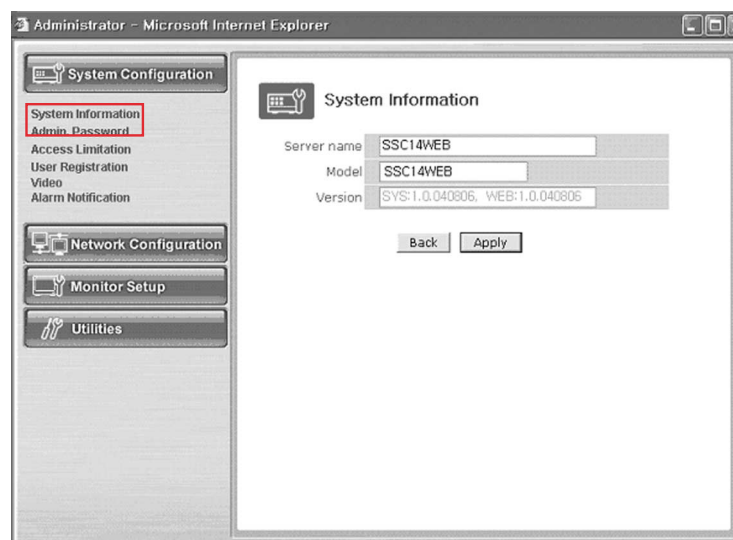 Administrator - Microsoft Internet Explorer
System Configuration
System Information
Admin. Password
Access Limitation
User Registration
Video
Alarm Notification
Network Configuration
Monitor Setup
Utilities
System Information
Server name SSC14WEB
Model SSC14WEB
Version SYS:1.0.040806, WEB:1.0.040806
Back Apply